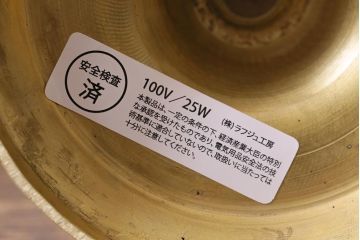 安全検査
済
100V/25W
(株)ラフジュ工房
本製品は、一定の条件の下、経済産業大臣の特別
な承認を受けたものであり、電気用品安全法の技
術基準に適合していないので、取扱いに当たっては
十分に注意してください。